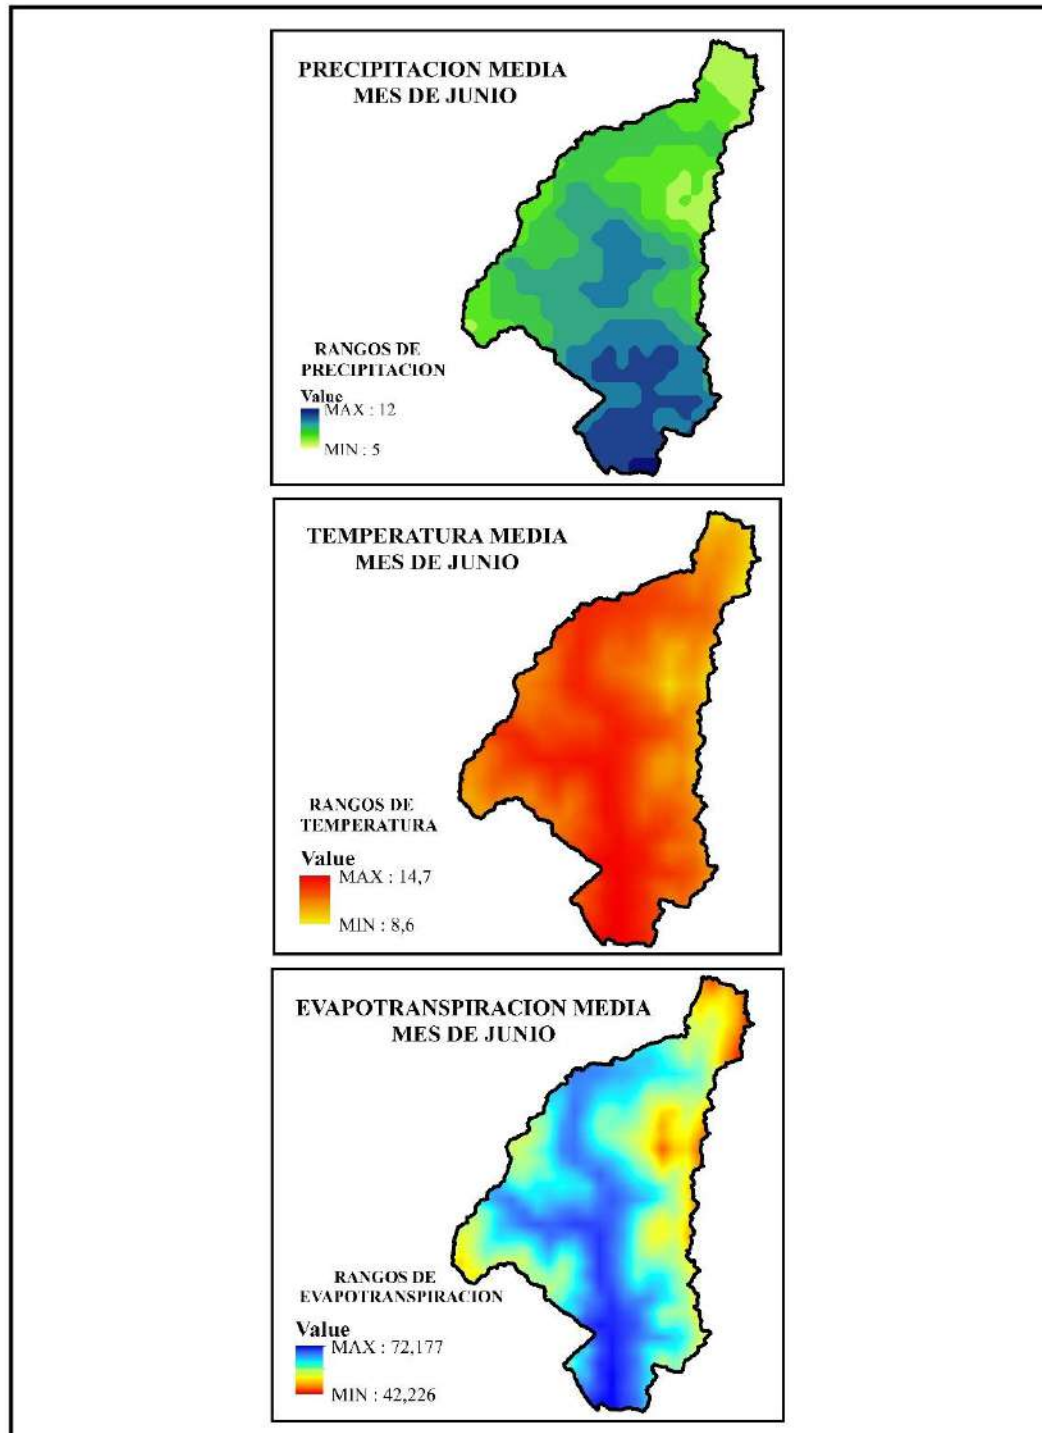 PRECIPITACION MEDIA
MES DE JUNIO
RANGOS DE
PRECIPITACION
Value
MAX : 12
MIN : 5
TEMPERATURA MEDIA
MES DE JUNIO
RANGOS DE
TEMPERATURA
Value
MAX : 14,7
MIN : 8,6
EVAPOTRANSPIRACION MEDIA
MES DE JUNIO
RANGOS DE
EVAPOTRANSPIRACION
Value
MAX : 72,177
MIN : 42,226